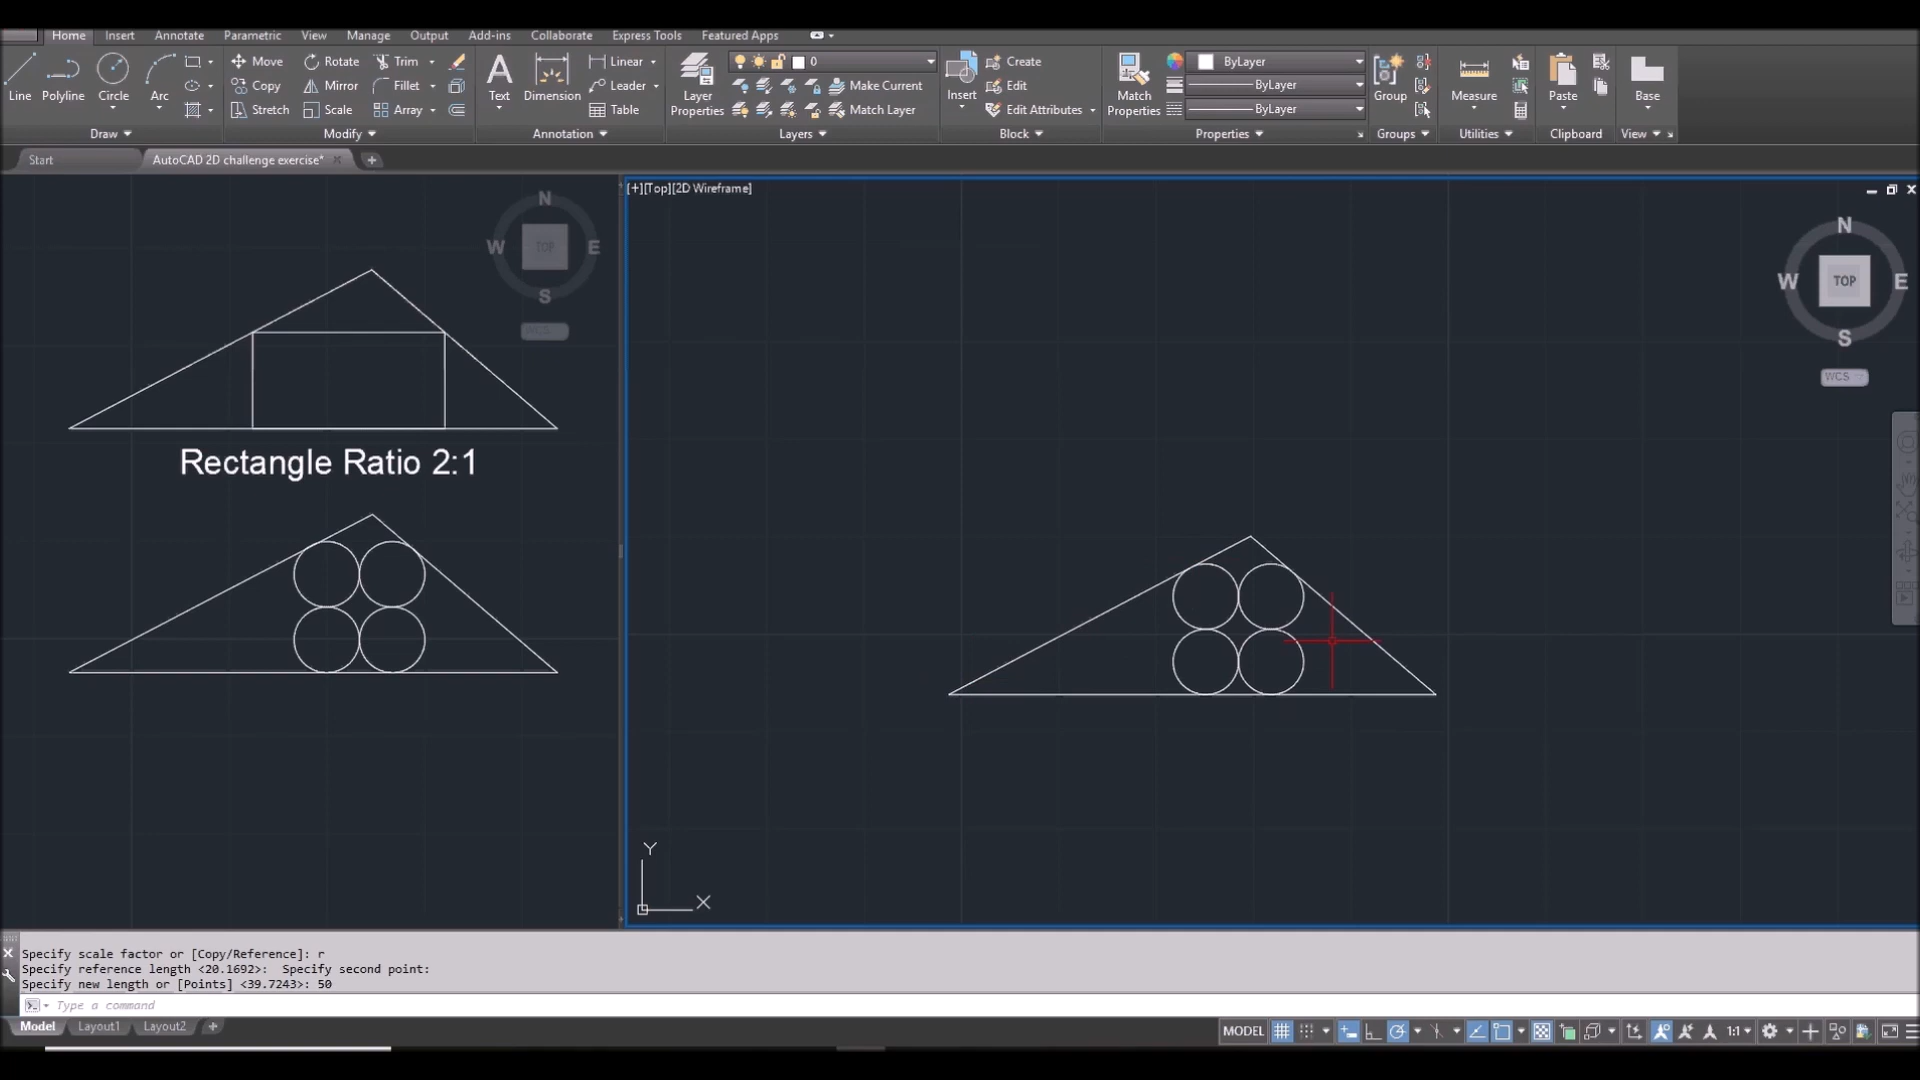 Home Insert Annotate Parametric View Manage Output Add-ins Collaborate Express Tools Featured Apps
Line Polyline Circle Arc
Move Rotate Trim
Copy Mirror Fillet
Stretch Scale Array
Text Dimension
Linear
Leader
Table
Layer Properties
0
Make Current
Match Layer
Insert
Create
Edit
Edit Attributes
Match Properties
ByLayer
ByLayer
ByLayer
Group Measure Paste Base
Draw Modify Annotation Layers Block Properties Groups Utilities Clipboard View
Start AutoCAD 2D challenge exercise*
[+][Top][2D Wireframe]
N
W TOP E
S
WCS
N
W TOP E
S
WCS
Rectangle Ratio 2:1
Y
X
Specify scale factor or [Copy/Reference]: r
Specify reference length <20.1692>: Specify second point:
Specify new length or [Points] <39.7243>: 50
Type a command
Model Layout1 Layout2
MODEL 1:1